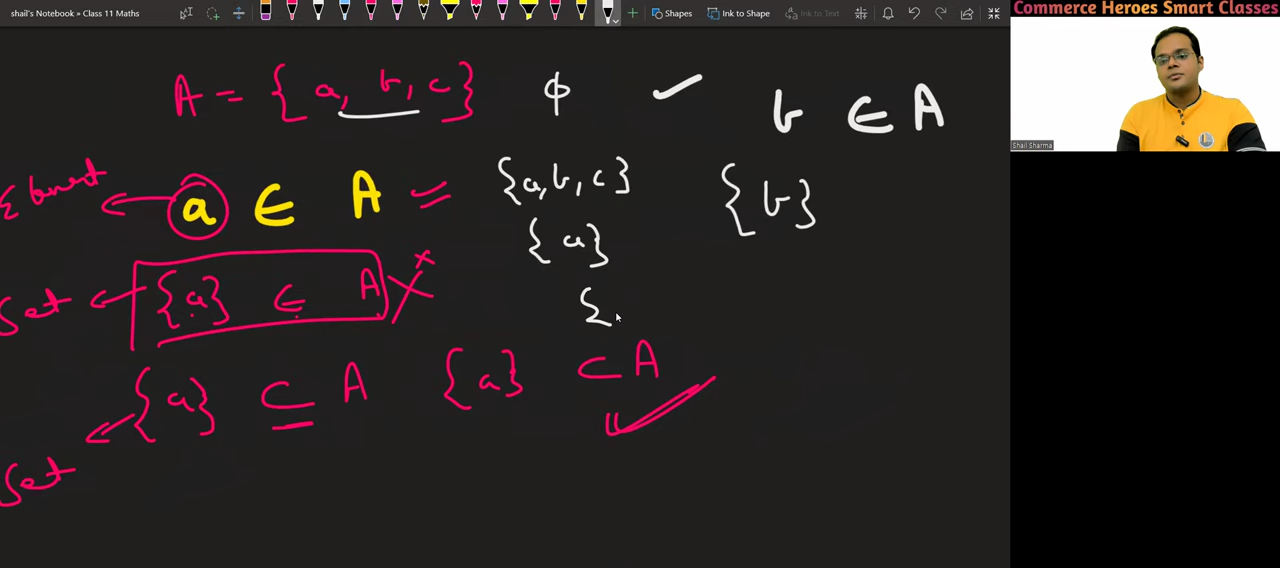 shail's Notebook » Class 11 Maths
Shapes
Ink to Shape
Ink to Text
Commerce Heroes Smart Classes
Shail Sharma
A = { a, b, c } ϕ ✓
b ∈ A
a ∈ A =
{a, b, c}
{b}
{a}
Set ← {a} ∈ A ×
{
{a} ⊆ A {a} ⊂ A
Set